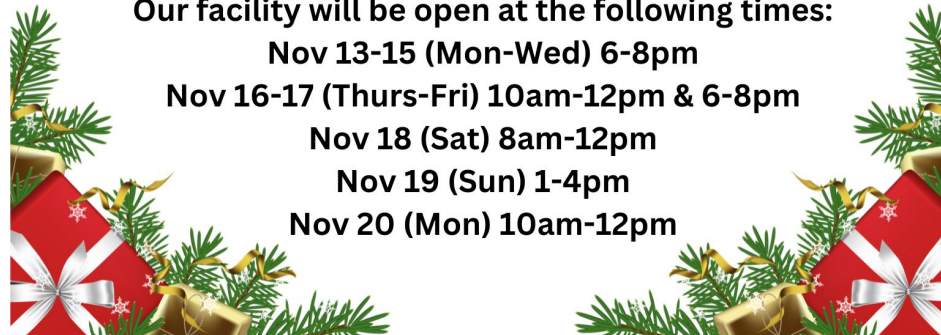 Our facility will be open at the following times:
Nov 13-15 (Mon-Wed) 6-8pm
Nov 16-17 (Thurs-Fri) 10am-12pm & 6-8pm
Nov 18 (Sat) 8am-12pm
Nov 19 (Sun) 1-4pm
Nov 20 (Mon) 10am-12pm